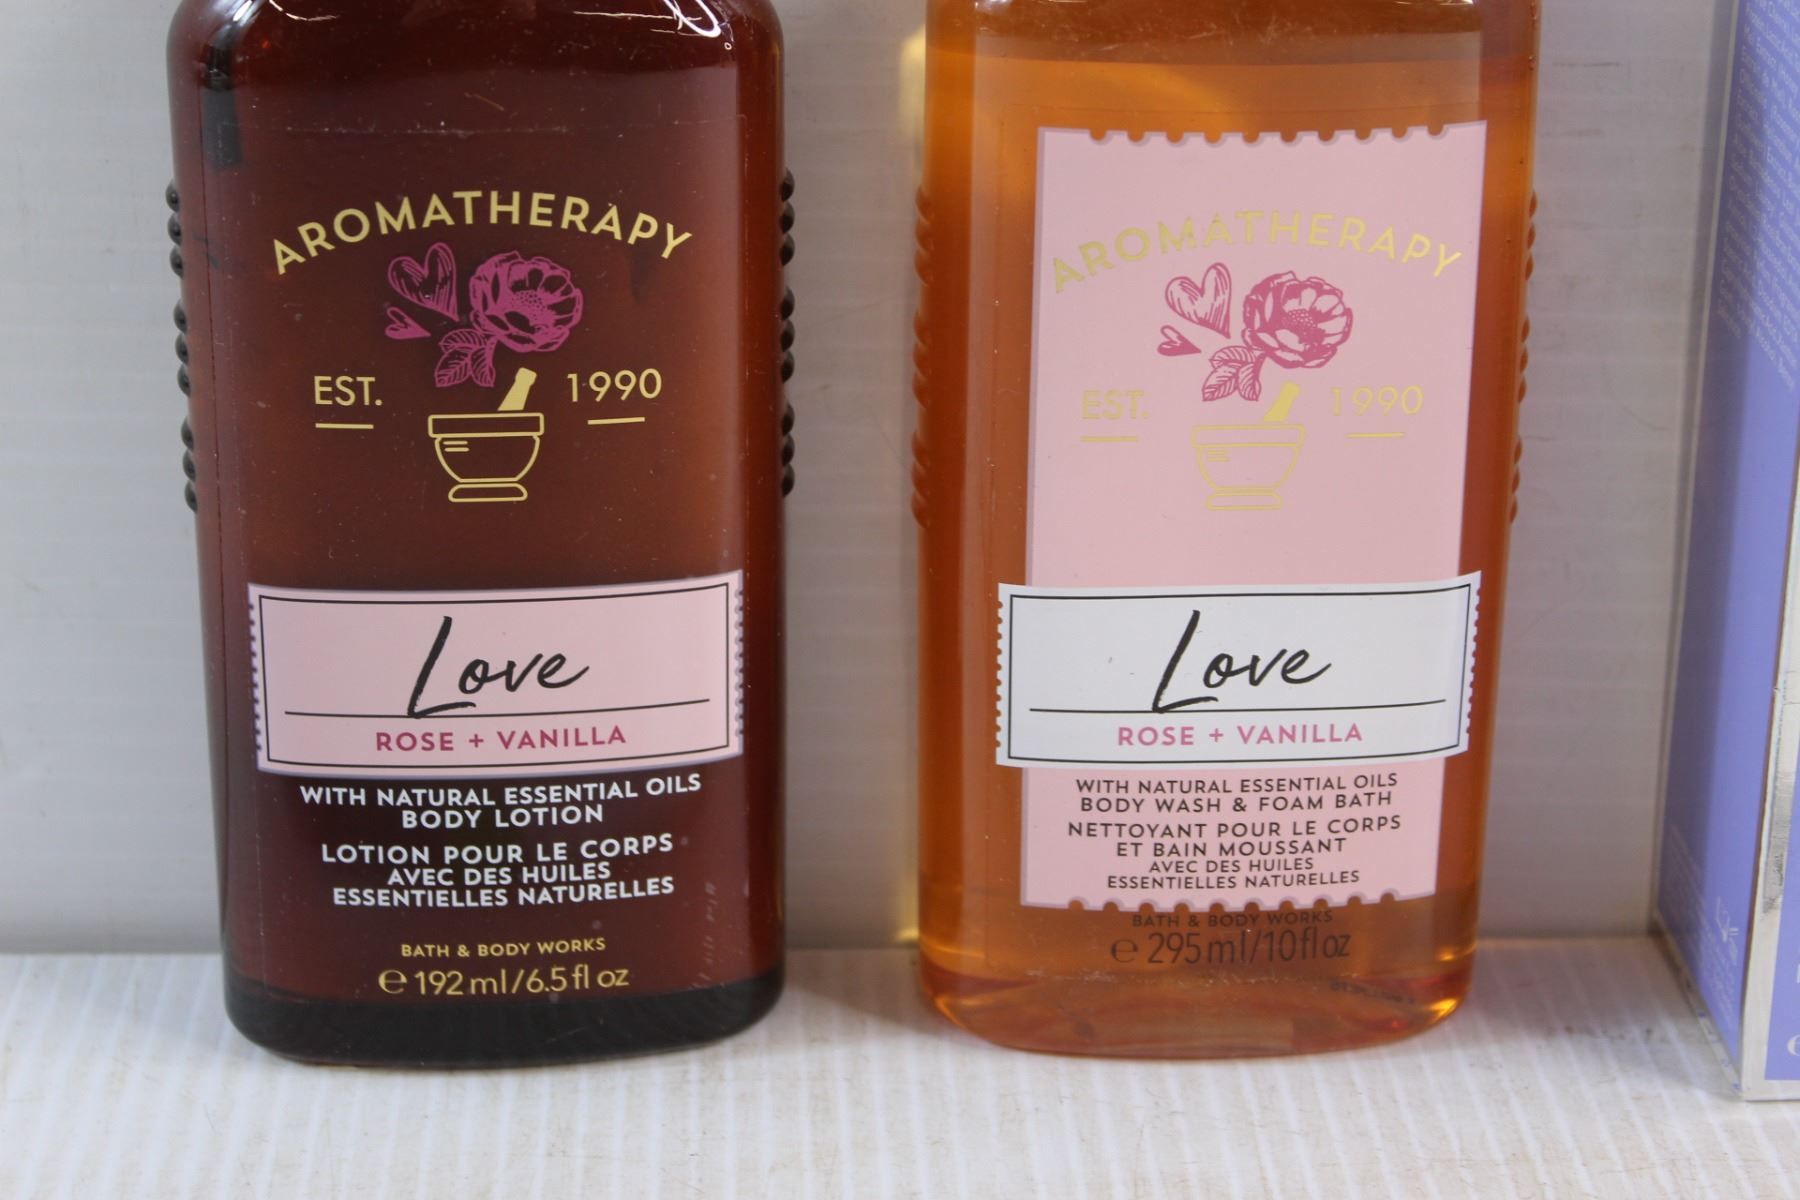 AROMATHERAPY
EST. 1990
Love
ROSE + VANILLA
WITH NATURAL ESSENTIAL OILS
BODY LOTION
LOTION POUR LE CORPS
AVEC DES HUILES
ESSENTIELLES NATURELLES
BATH & BODY WORKS
℮ 192 ml/6.5 fl oz
AROMATHERAPY
EST. 1990
Love
ROSE + VANILLA
WITH NATURAL ESSENTIAL OILS
BODY WASH & FOAM BATH
NETTOYANT POUR LE CORPS
ET BAIN MOUSSANT
AVEC DES HUILES
ESSENTIELLES NATURELLES
BATH & BODY WORKS
℮ 295 ml/10 fl oz